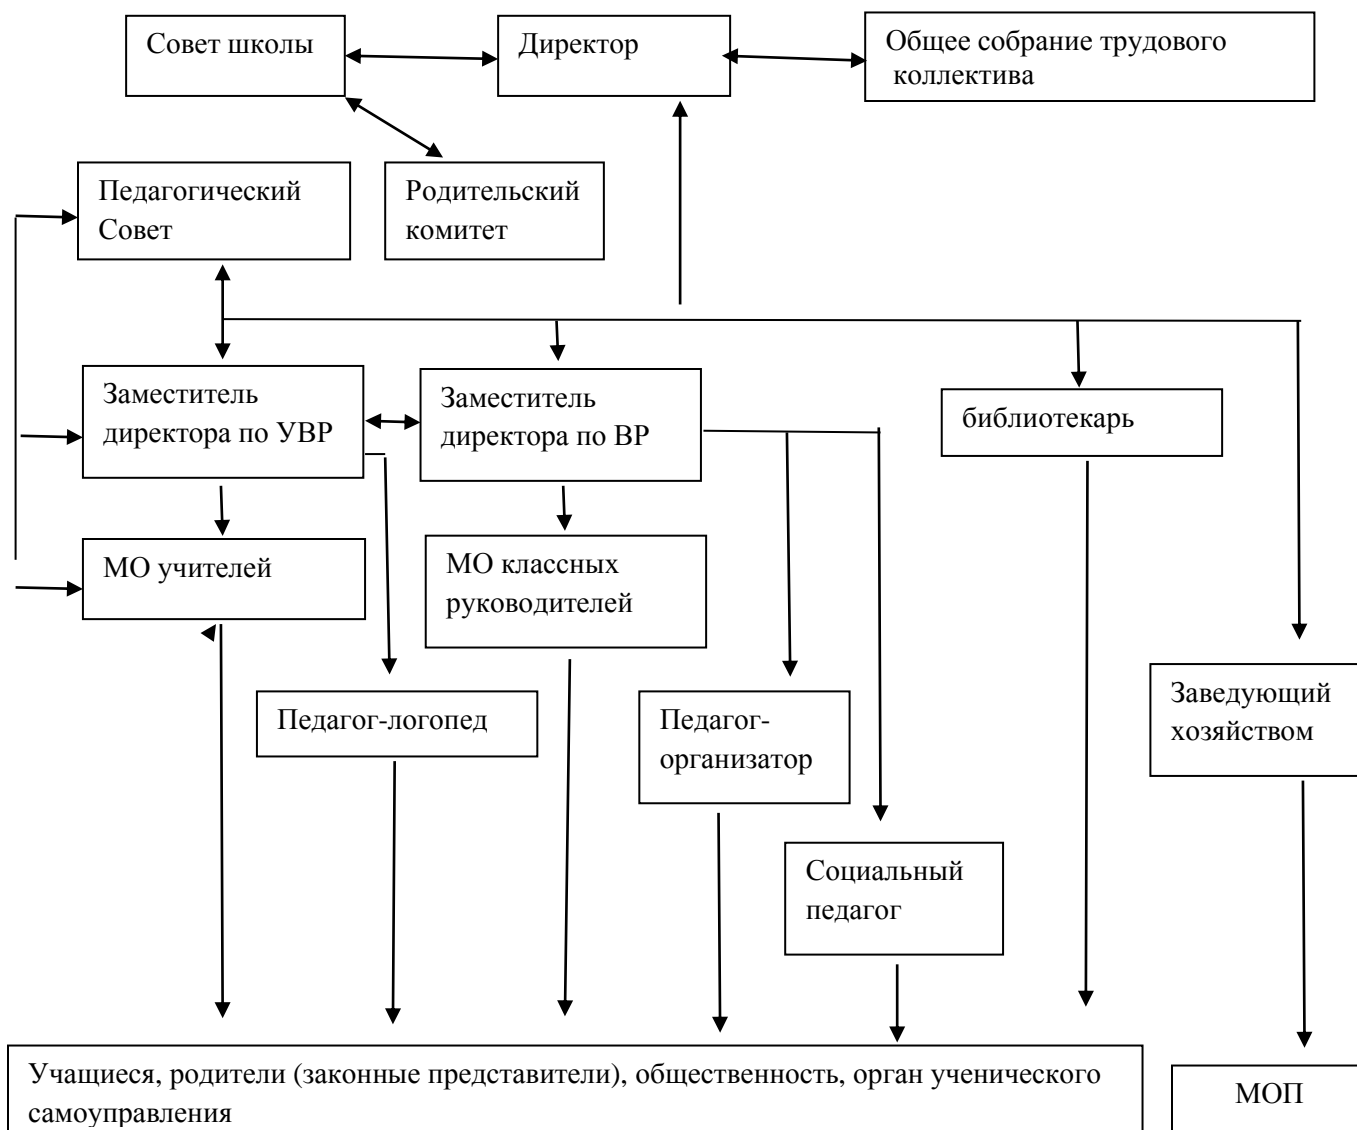 Совет школы
Директор
Общее собрание трудового
коллектива
Педагогический
Совет
Родительский
комитет
Заместитель
директора по УВР
Заместитель
директора по ВР
библиотекарь
МО учителей
МО классных
руководителей
Педагог-логопед
Педагог-
организатор
Заведующий
хозяйством
Социальный
педагог
Учащиеся, родители (законные представители), общественность, орган ученического
самоуправления
МОП